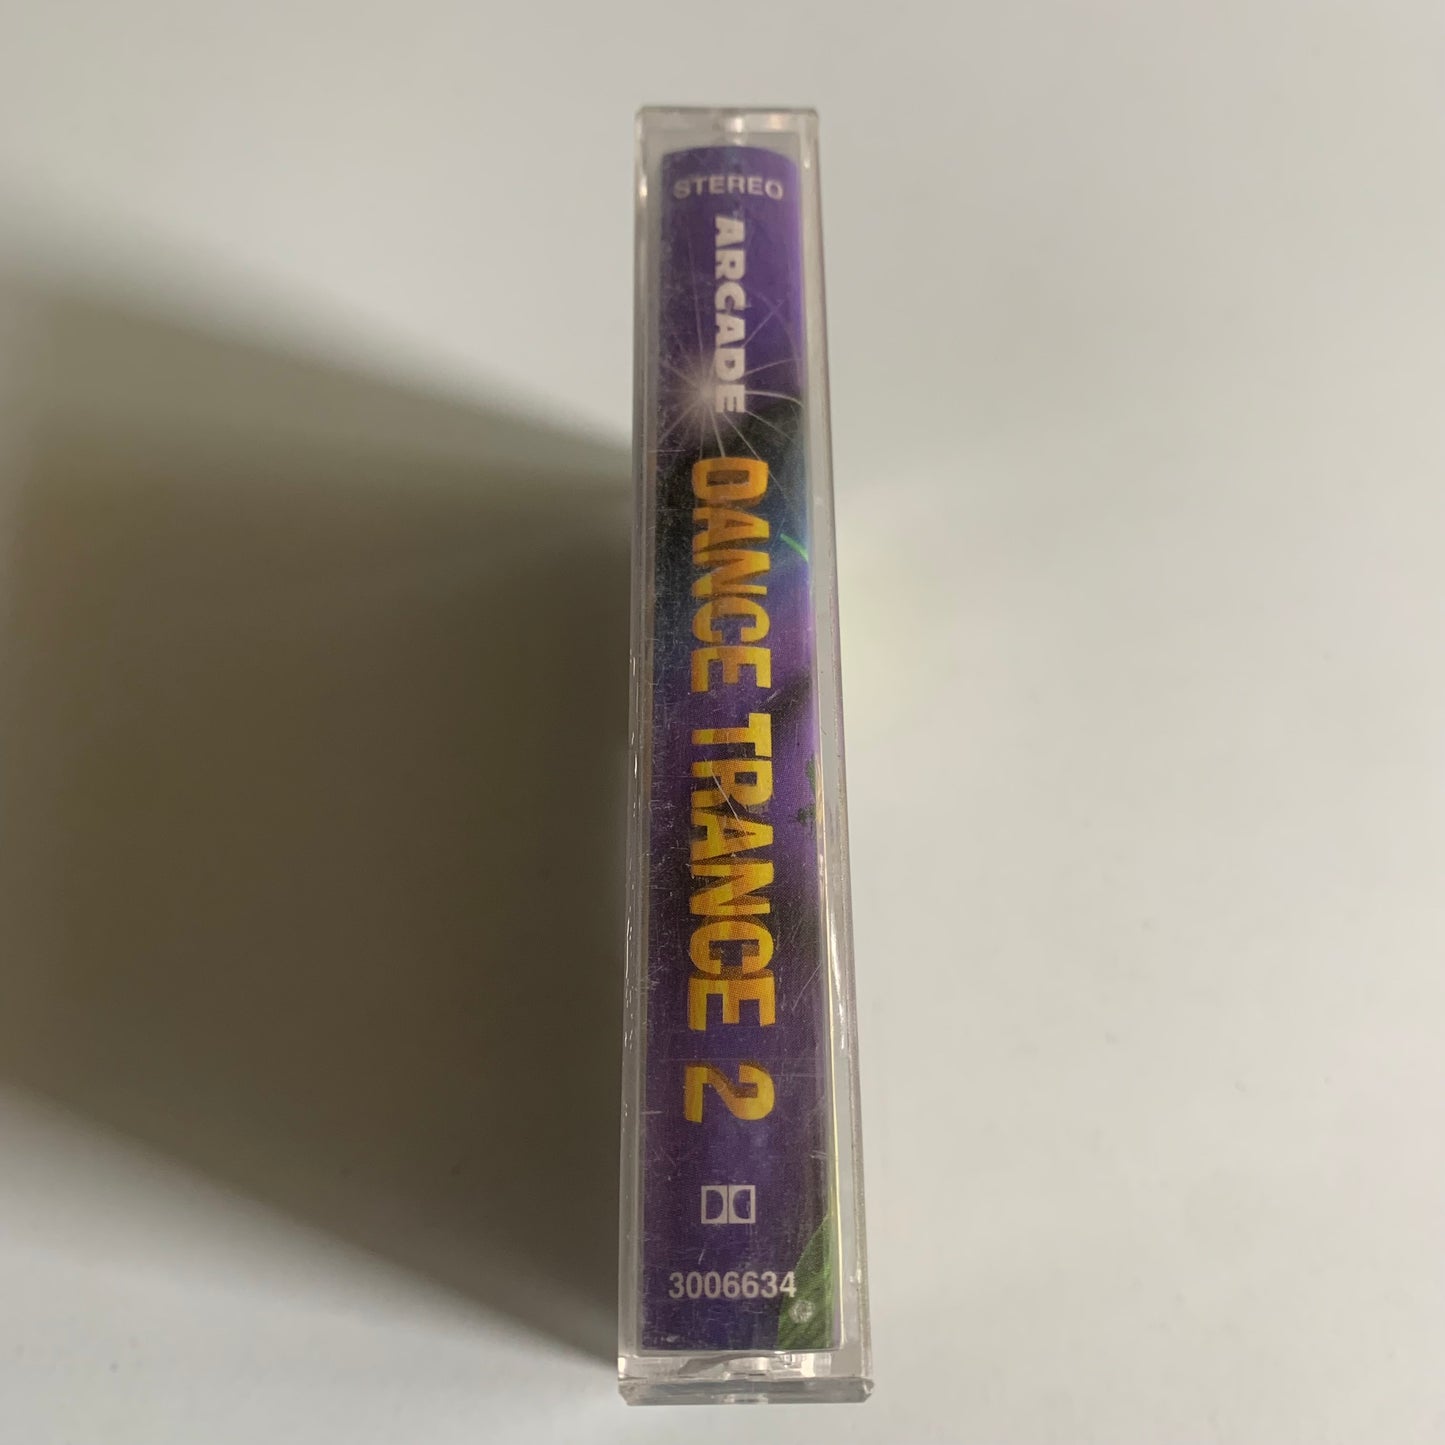 STEREO
ARCADE
DANCE TRANCE 2
3006634